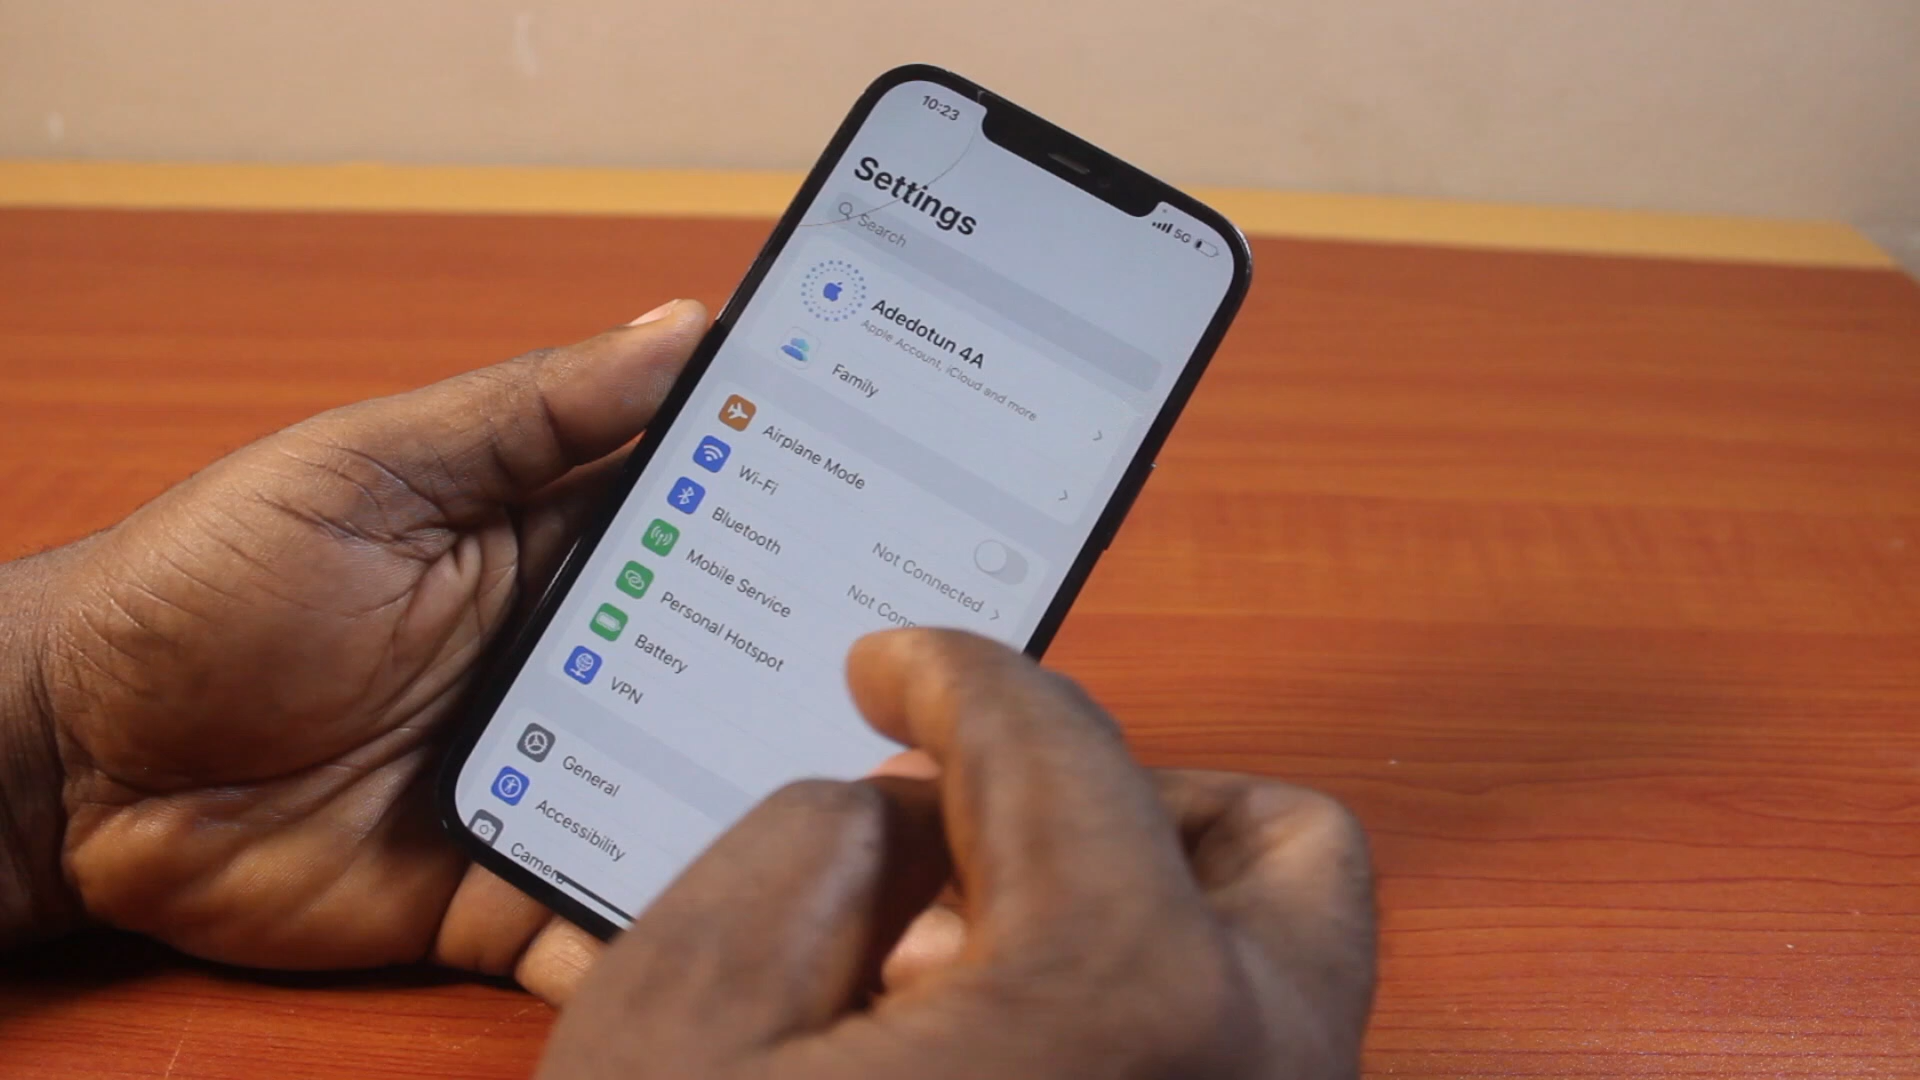 10:23
5G
Settings
Search
Adedotun 4A
Apple Account, iCloud and more
Family
Airplane Mode
Wi-Fi
Not Connected
Bluetooth
Not Conn
Mobile Service
Personal Hotspot
Battery
VPN
General
Accessibility
Camera